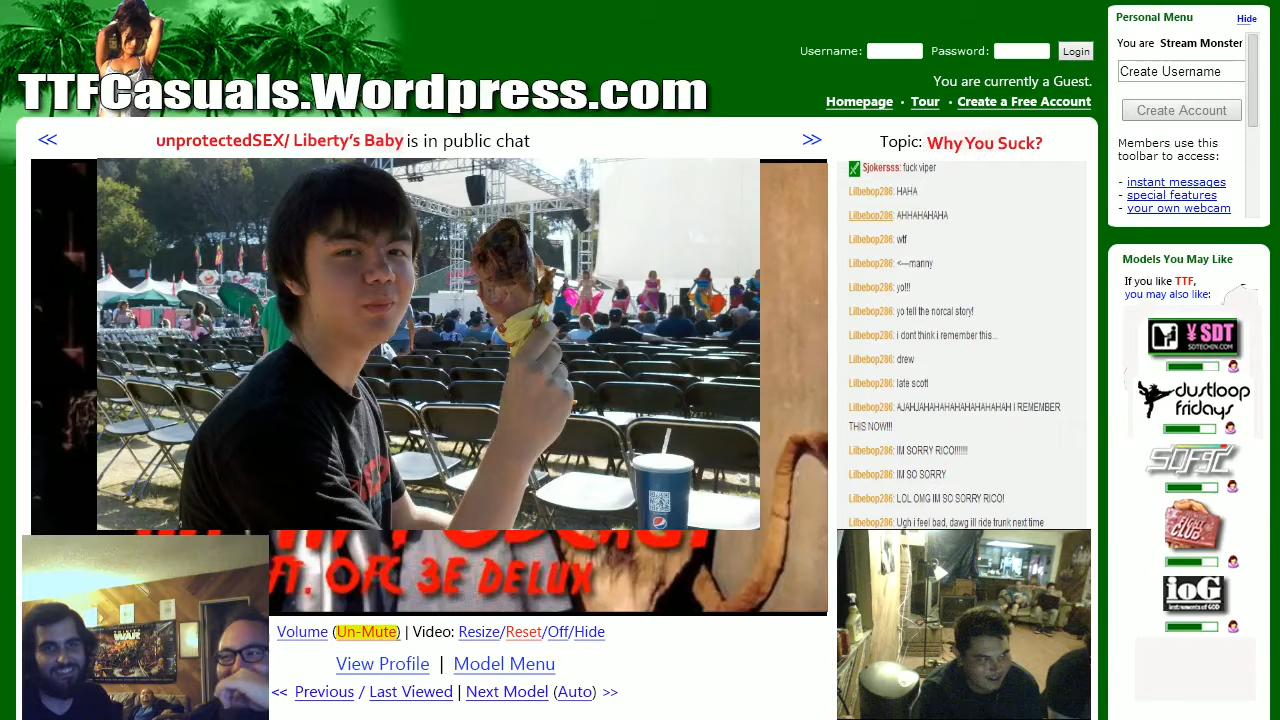 TTFCasuals.Wordpress.com
Username: Password: Login
You are currently a Guest.
Homepage • Tour • Create a Free Account
<< unprotectedSEX/ Liberty's Baby is in public chat >>
Topic: Why You Suck?
Sjokersss: fuck viper
Lilbebop286: HAHA
Lilbebop286: AHHAHAHAHA
Lilbebop286: wtf
Lilbebop286: <---manny
Lilbebop286: yo!!!
Lilbebop286: yo tell the norcal story!
Lilbebop286: i dont think i remember this...
Lilbebop286: drew
Lilbebop286: late scott
Lilbebop286: AJAHJAHAHAHAHAHAHAHAH I REMEMBER
THIS NOW!!!
Lilbebop286: IM SORRY RICO!!!!!!!
Lilbebop286: IM SO SORRY
Lilbebop286: LOL OMG IM SO SORRY RICO!
Lilbebop286: Ugh i feel bad, dawg ill ride trunk next time
FT. OFC 3E DELUX
Volume (Un-Mute) | Video: Resize/Reset/Off/Hide
View Profile | Model Menu
<< Previous / Last Viewed | Next Model (Auto) >>
Personal Menu Hide
You are Stream Monster
Create Username
Create Account
Members use this
toolbar to access:
- instant messages
- special features
- your own webcam
Models You May Like
If you like TTF,
you may also like:
¥ SDT
SDTECHIN.COM
dustloop
fridays
CLUB
ioG
Instruments of GOD
pepsi